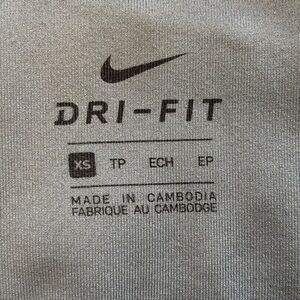 DRI-FIT
XS TP ECH EP
MADE IN CAMBODIA
FABRIQUE AU CAMBODGE